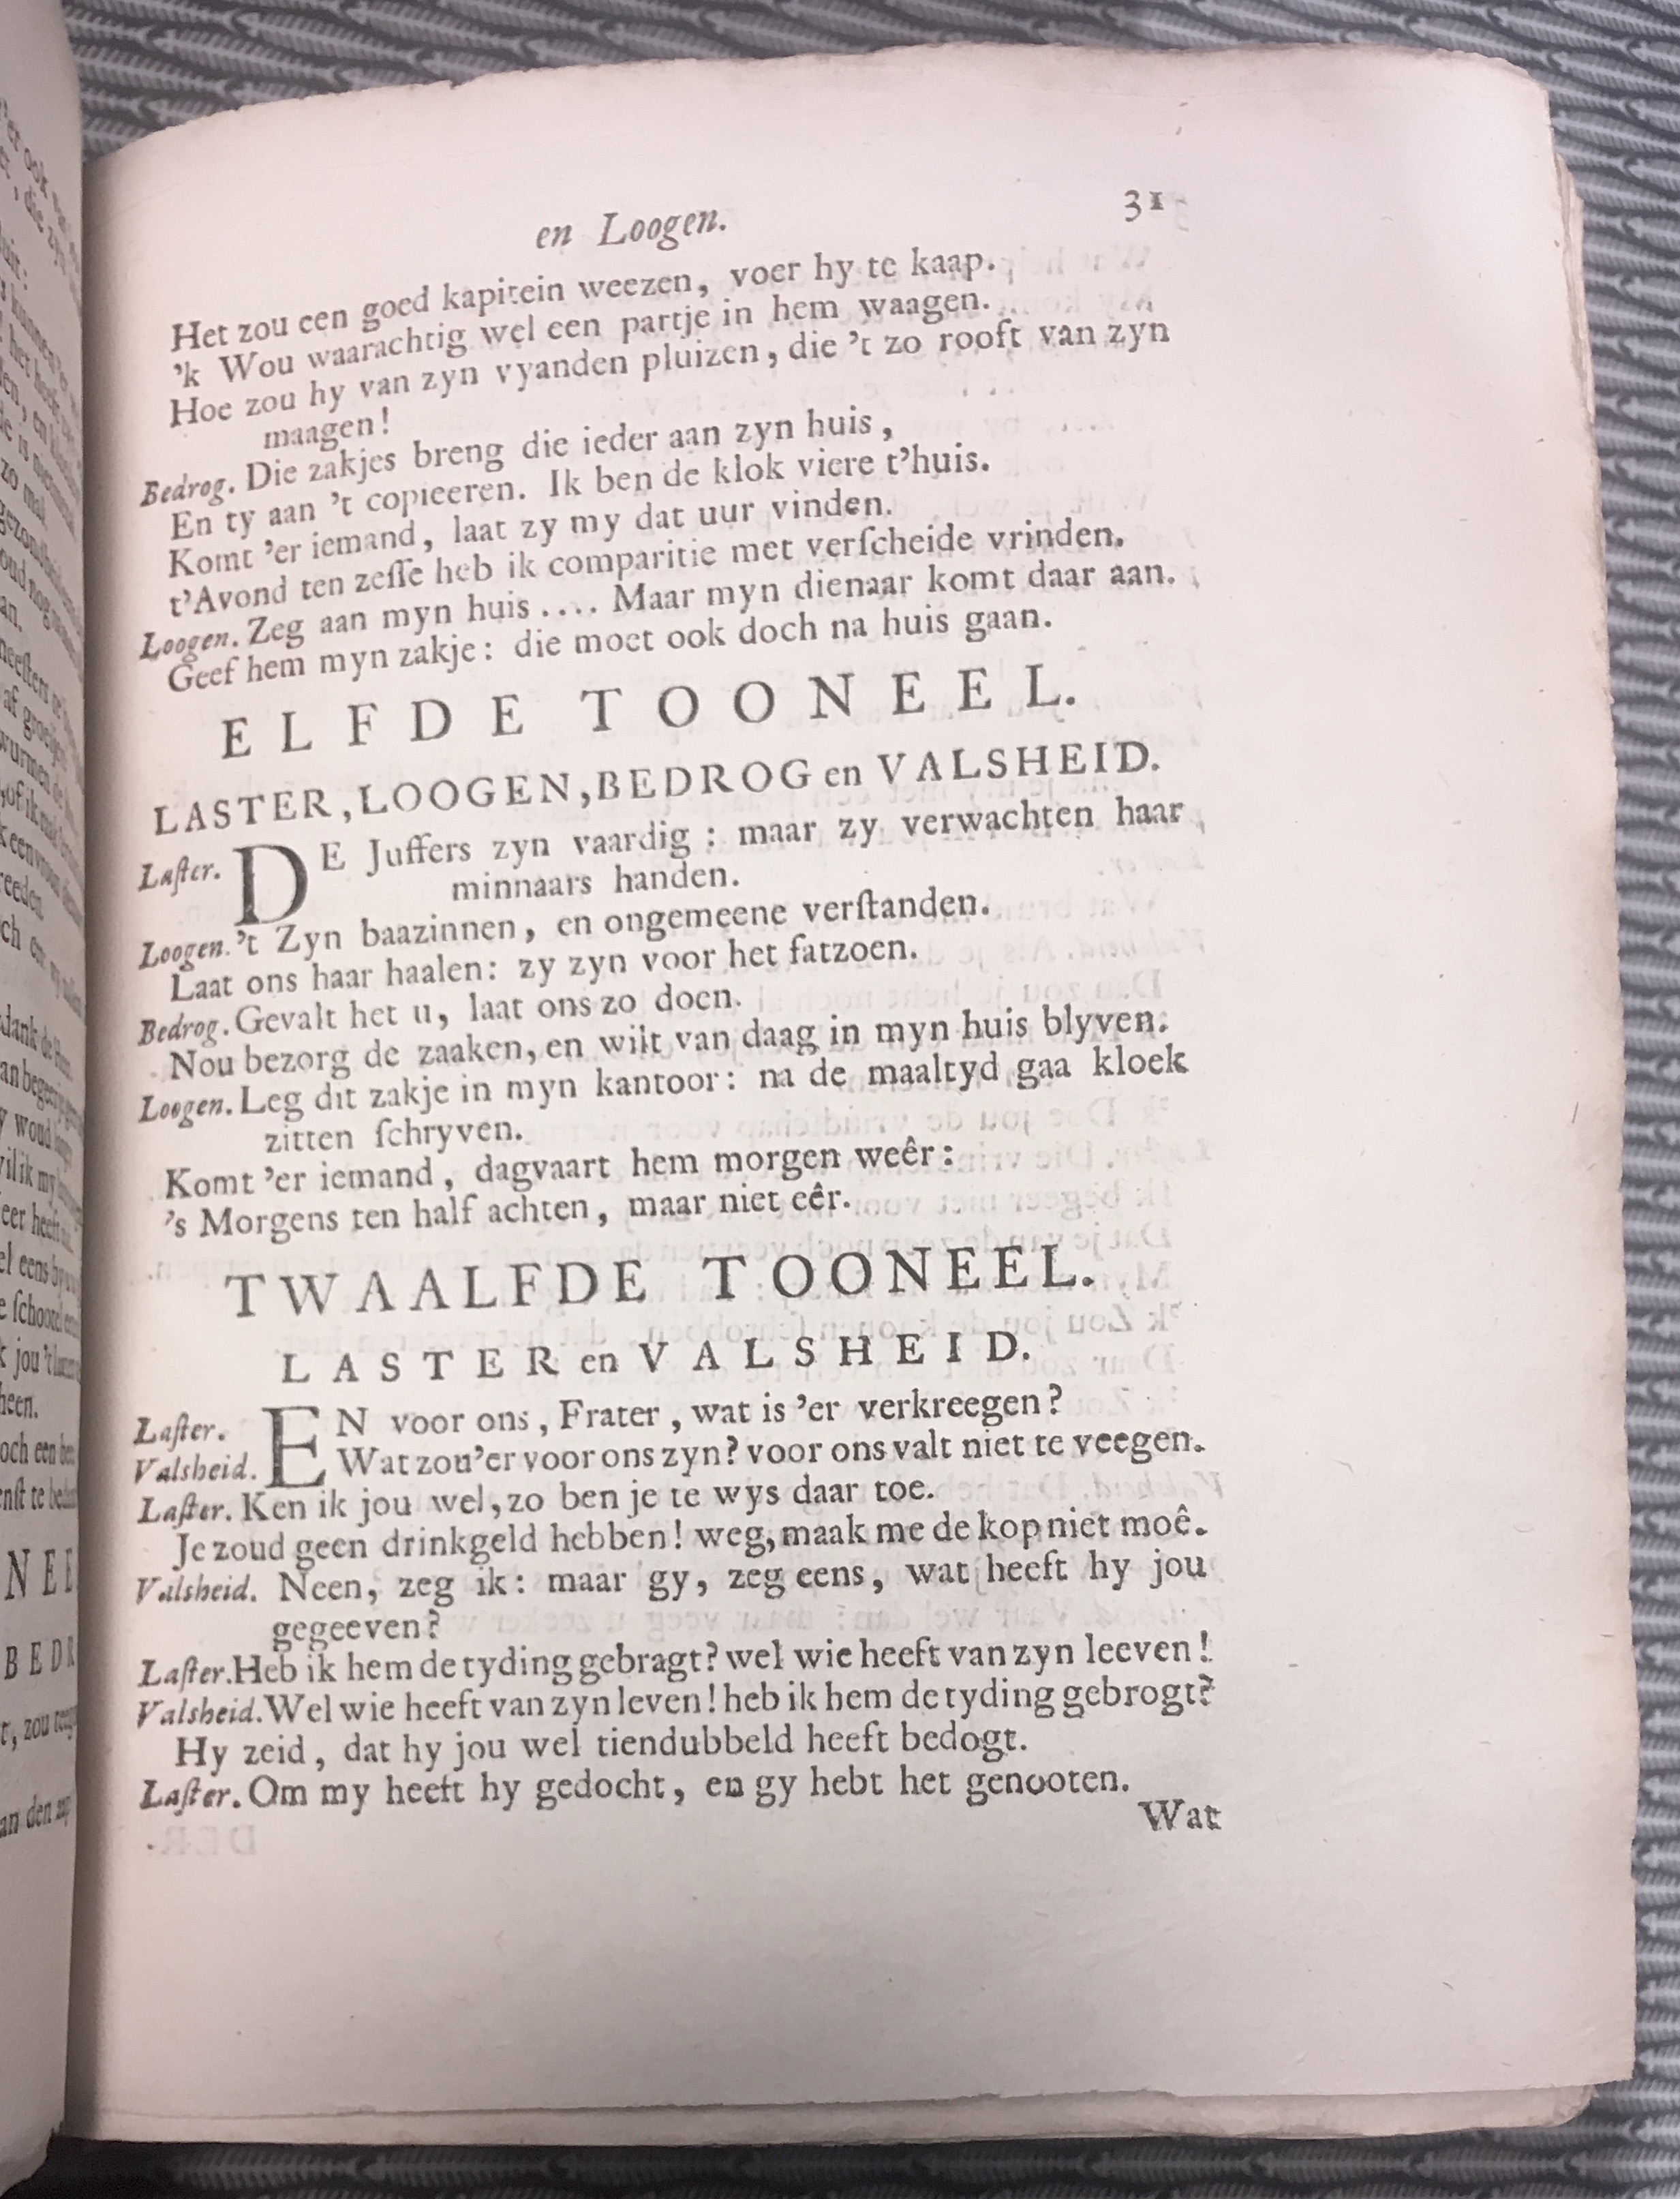 en Loogen. 31
Het zou een goed kapitein weezen, voer hy te kaap.
'k Wou waarachtig wel een partje in hem waagen.
Hoe zou hy van zyn vyanden pluizen, die 't zo rooft van zyn
maagen!
Bedrog. Die zakjes breng die ieder aan zyn huis,
En ty aan 't copieeren. Ik ben de klok viere t'huis.
Komt 'er iemand, laat zy my dat uur vinden.
t'Avond ten zesse heb ik comparitie met verſcheide vrinden.
Loogen. Zeg aan myn huis.... Maar myn dienaar komt daar aan.
Geef hem myn zakje: die moet ook doch na huis gaan.
ELFDE TOONEEL.
LASTER, LOOGEN, BEDROG en VALSHEID.
Laſter. DE Juffers zyn vaardig: maar zy verwachten haar
minnaars handen.
Loogen. 't Zyn baazinnen, en ongemeene verſtanden.
Laat ons haar haalen: zy zyn voor het fatzoen.
Bedrog. Gevalt het u, laat ons zo doen.
Nou bezorg de zaaken, en wilt van daag in myn huis blyven.
Loogen. Leg dit zakje in myn kantoor: na de maaltyd gaa kloek
zitten ſchryven.
Komt 'er iemand, dagvaart hem morgen weêr:
's Morgens ten half achten, maar niet eêr.
TWAALFDE TOONEEL.
LASTER en VALSHEID.
Laſter. EN voor ons, Frater, wat is 'er verkreegen?
Valsheid. Wat zou 'er voor ons zyn? voor ons valt niet te veegen.
Laſter. Ken ik jou wel, zo ben je te wys daar toe.
Je zoud geen drinkgeld hebben! weg, maak me de kop niet moê.
Valsheid. Neen, zeg ik: maar gy, zeg eens, wat heeft hy jou
gegeeven?
Laſter. Heb ik hem de tyding gebragt? wel wie heeft van zyn leeven!
Valsheid. Wel wie heeft van zyn leven! heb ik hem de tyding gebrogt?
Hy zeid, dat hy jou wel tiendubbeld heeft bedogt.
Laſter. Om my heeft hy gedocht, en gy hebt het genooten.
Wat